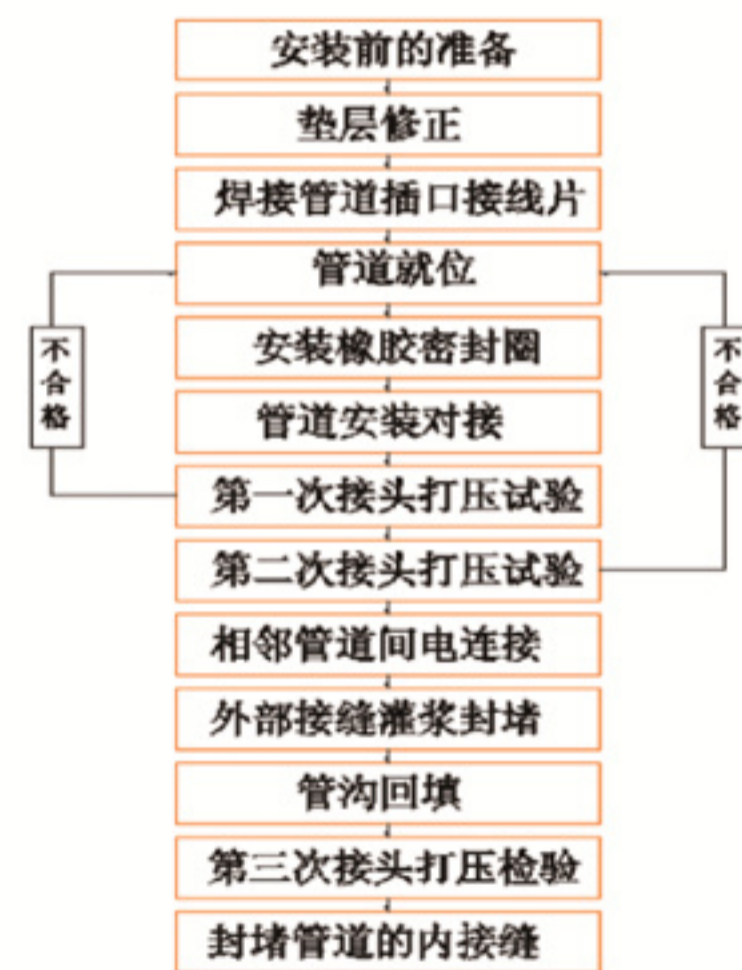 安装前的准备
垫层修正
焊接管道插口接线片
管道就位
安装橡胶密封圈
管道安装对接
第一次接头打压试验
第二次接头打压试验
相邻管道间电连接
外部接缝灌浆封堵
管沟回填
第三次接头打压检验
封堵管道的内接缝
不合格
不合格